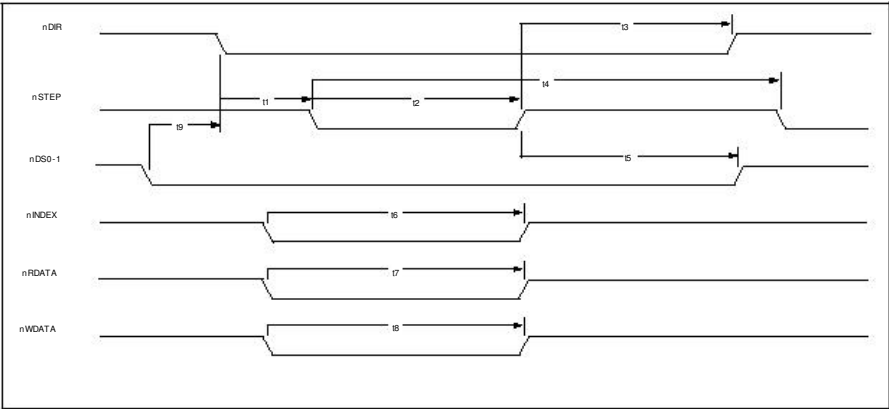 nDIR
t3
t4
nSTEP
t1
t2
t9
nDS0-1
t5
nINDEX
t6
nRDATA
t7
nWDATA
t8